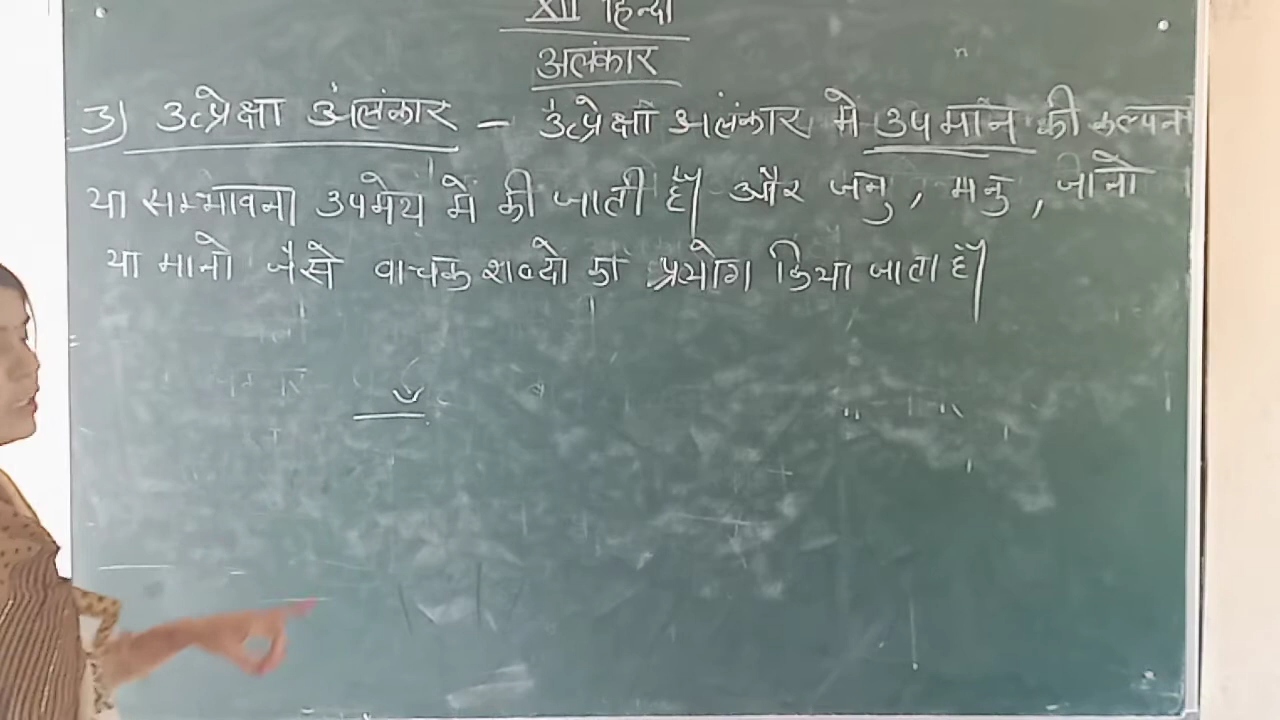 XII हिन्दी
अलंकार
3) उत्प्रेक्षा अलंकार - उत्प्रेक्षा अलंकार में उपमान की कल्पना
या सम्भावना उपमेय में की जाती है। और जनु, मनु, जानो
या मानो जैसे वाचक शब्दो का प्रयोग किया जाता है।